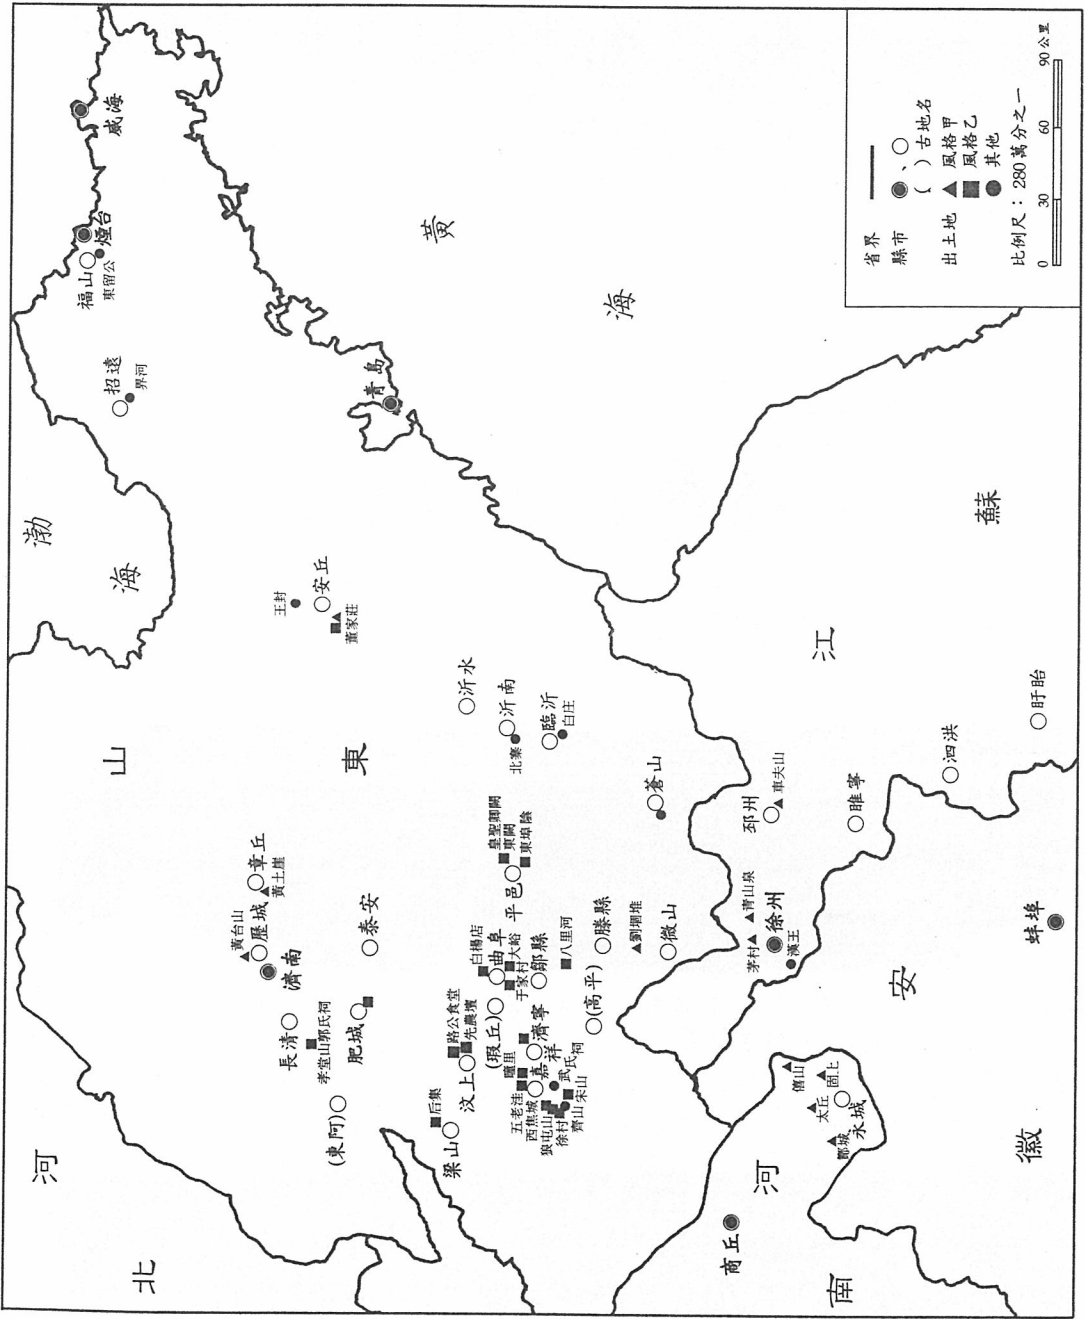 渤海
黃海
山東
河北
河南
安徽
江蘇
威海
煙台
福山
東留公
招遠
界河
青島
王封
安丘
董家莊
沂水
沂南
北寨
臨沂
白庄
蒼山
黃台山
歷城
章丘
黃土崖
濟南
長清
孝堂山郭氏祠
肥城
泰安
(東阿)
皇聖卿闕
東闕
東埠陰
平邑
白楊店
曲阜
大峪
于家村
鄒縣
八里河
滕縣
(高平)
劉堌堆
微山
路公食堂
先農壇
汶上
(瑕丘)
濟寧
瞳里
嘉祥
五老洼
西焦城
武氏祠
狼屯山
徐村
齊山
宋山
后集
梁山
邳州
車夫山
青山泉
茅村
徐州
漢王
睢寧
泗洪
盱眙
蚌埠
僖山
固上
太丘
永城
酇城
商丘
省界
縣市 、
( ) 古地名
出土地 風格甲
風格乙
其他
比例尺：280萬分之一
0 30 60 90公里